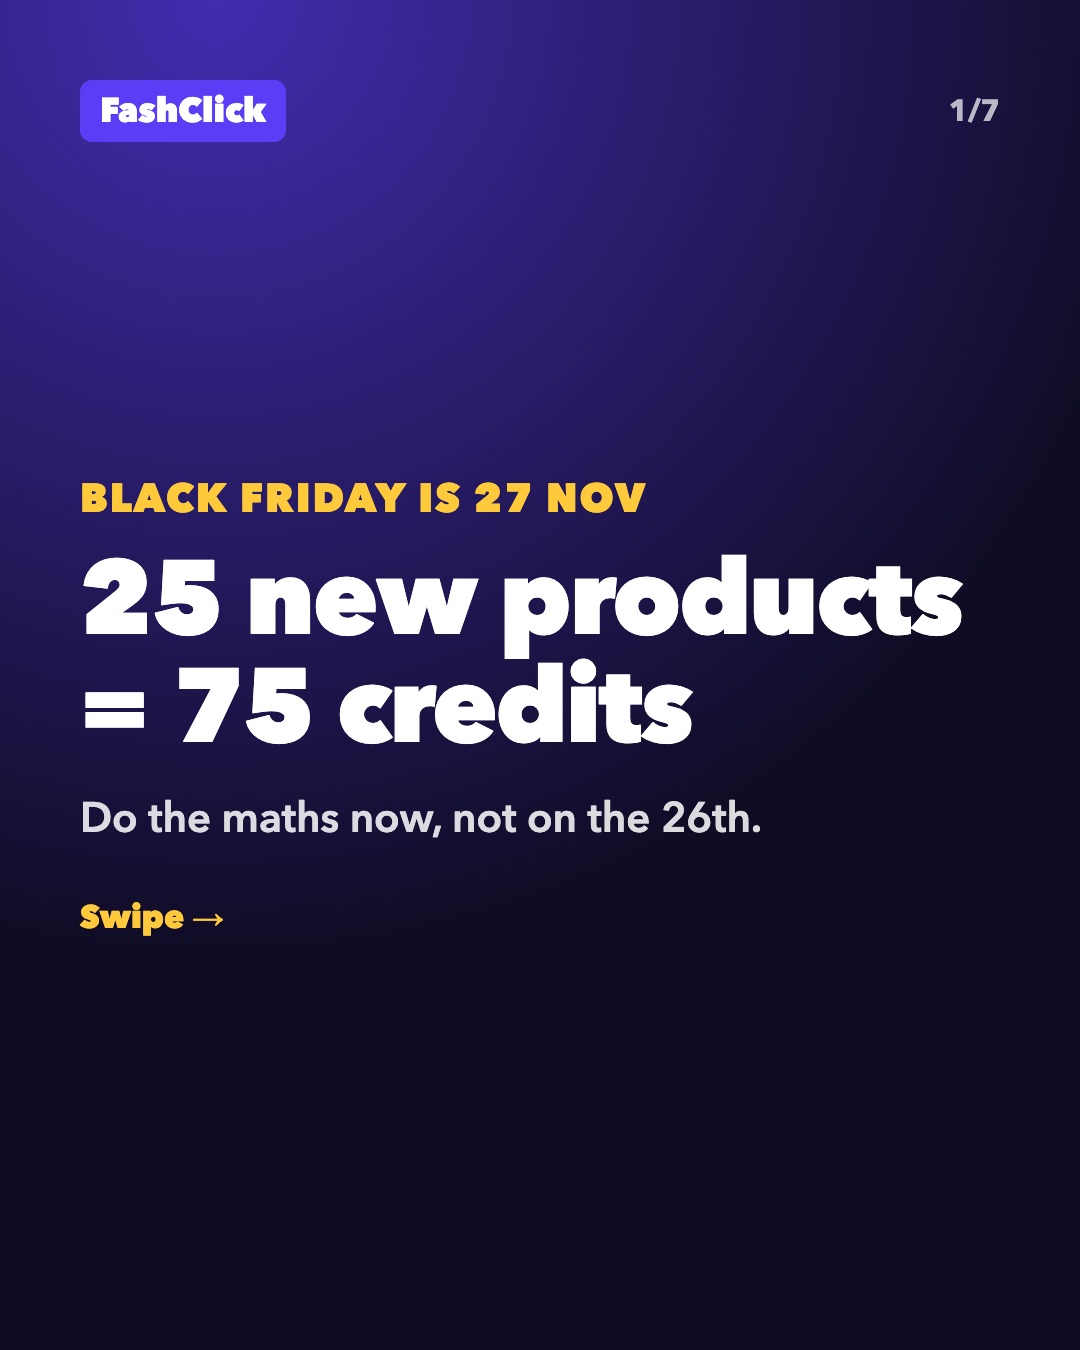 FashClick
1/7
BLACK FRIDAY IS 27 NOV
25 new products
= 75 credits
Do the maths now, not on the 26th.
Swipe →